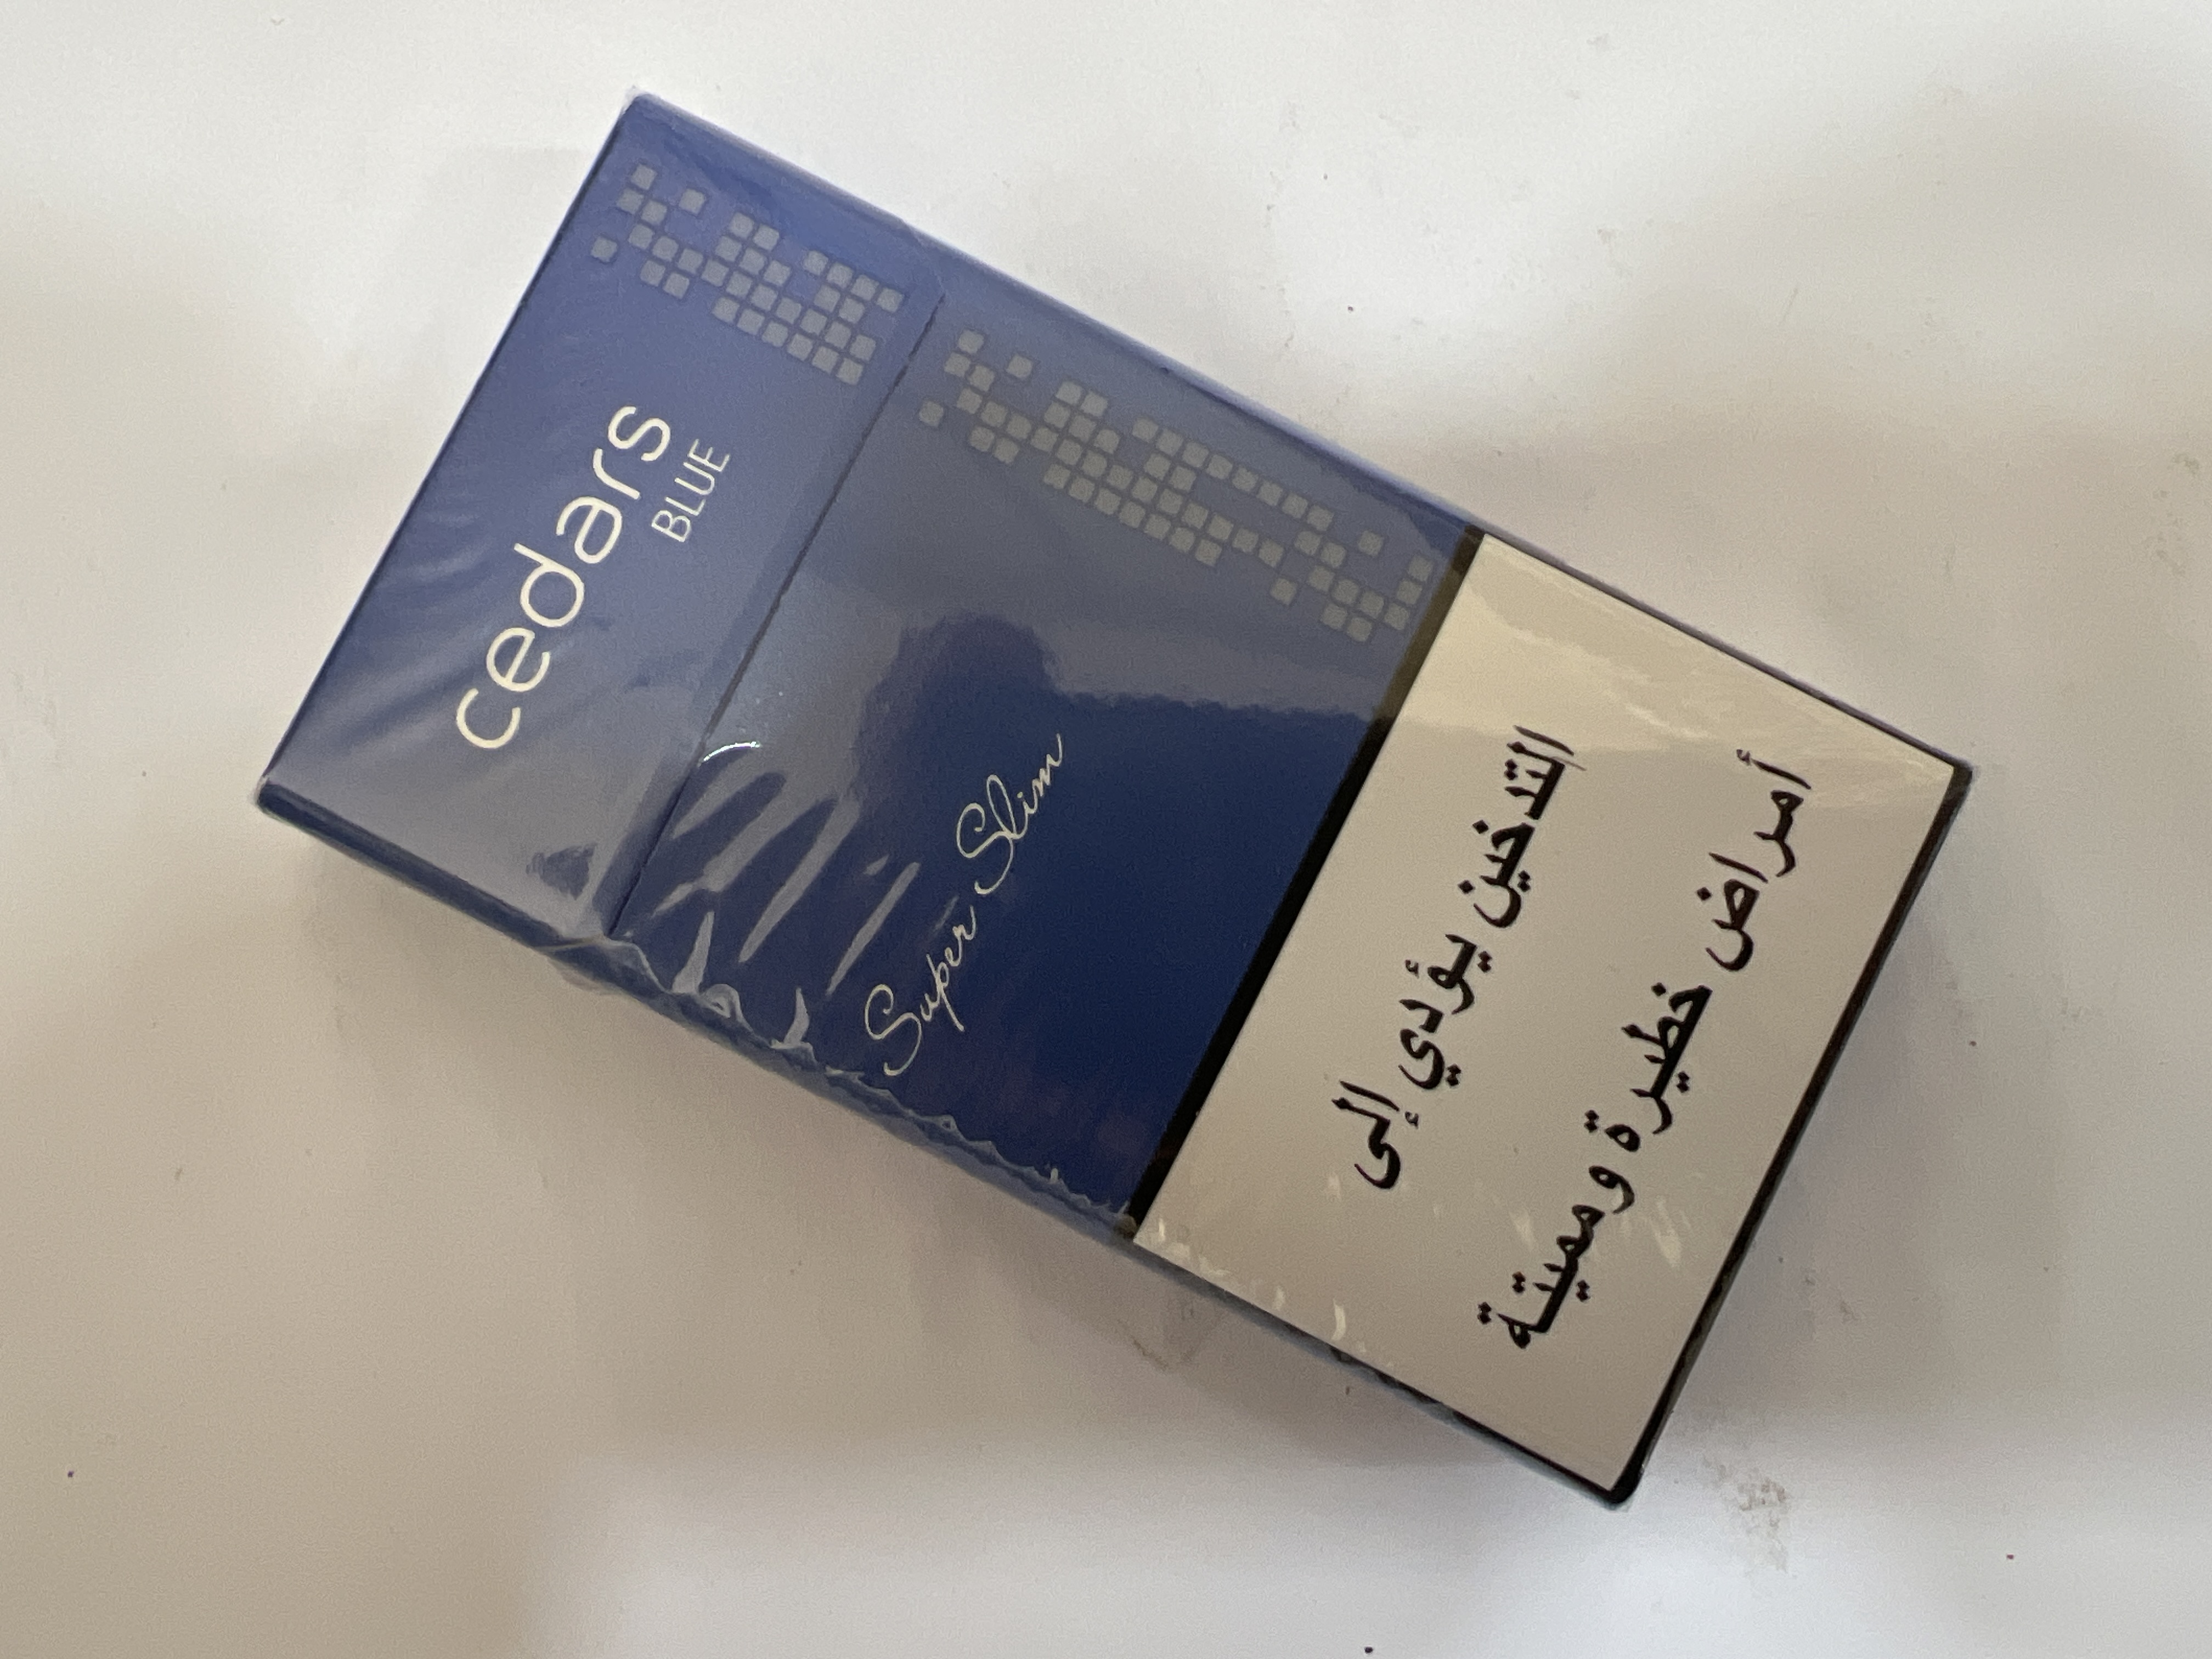 cedars
BLUE
Super Slim
التدخين يؤدي إلى
أمراض خطيرة ومميتة